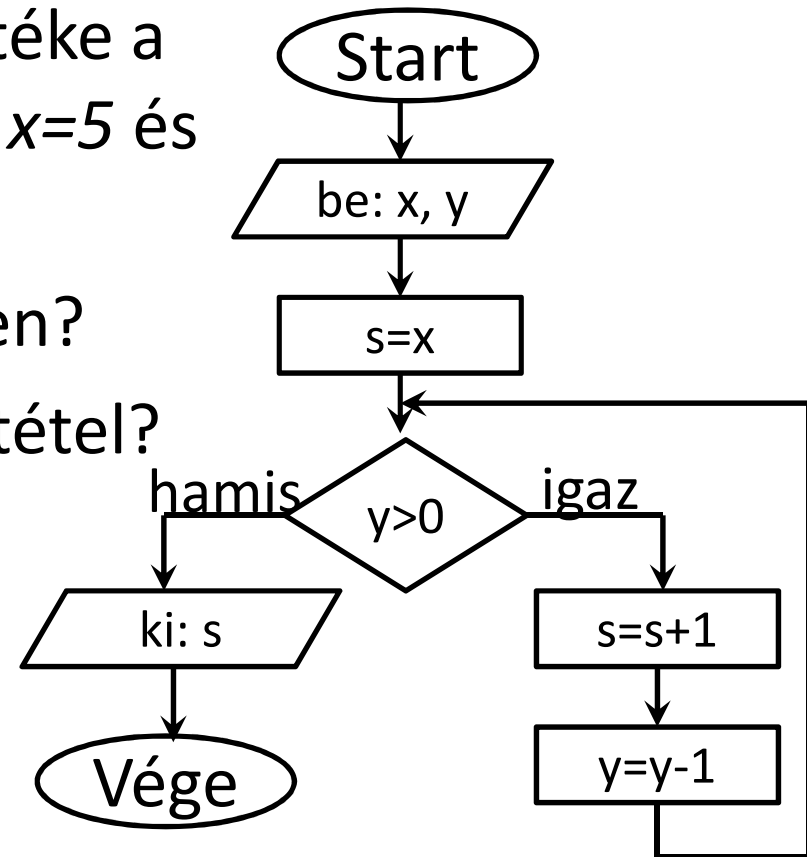 téke a
x=5 és
en?
tétel?
Start
be: x, y
s=x
y>0
hamis
igaz
ki: s
s=s+1
y=y-1
Vége